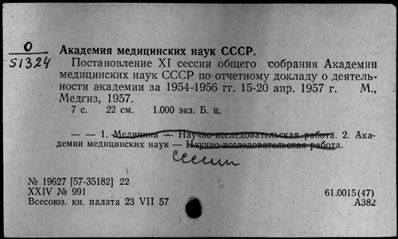 О
51324
Академия медицинских наук СССР.
Постановление XI сессии общего собрания Академии
медицинских наук СССР по отчетному докладу о деятель-
ности академии за 1954-1956 гг. 15-20 апр. 1957 г. М.,
Медгиз, 1957.
7 с. 22 см. 1.000 экз. Б. ц.
— — 1. Медицина — Научно-исследовательская работа. 2. Ака-
демии медицинских наук — Научно-исследовательская работа.
сессии
№ 19627 [57-35182] 22
XXIV № 991
61.0015(47)
Всесоюз. кн. палата 23 VII 57
А382